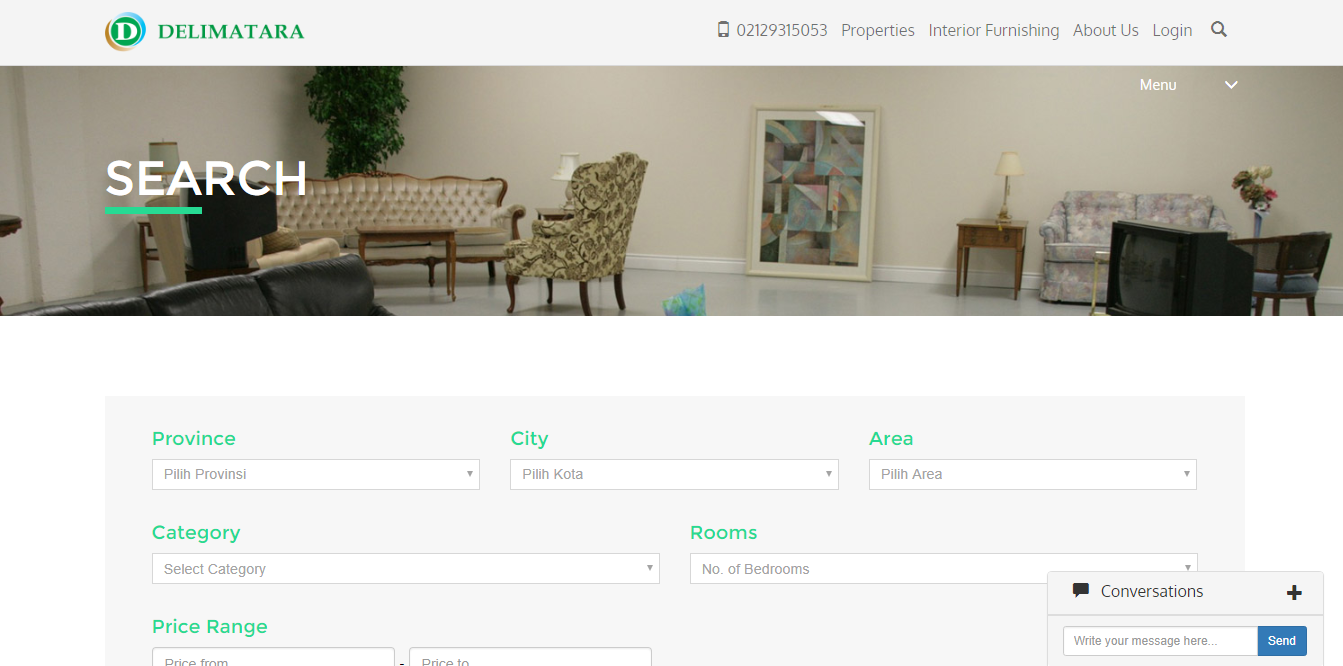 D DELIMATARA
02129315053 Properties Interior Furnishing About Us Login
Menu
SEARCH
Province City Area
Pilih Provinsi Pilih Kota Pilih Area
Category Rooms
Select Category No. of Bedrooms
Price Range
Price from - Price to
Conversations
Write your message here... Send